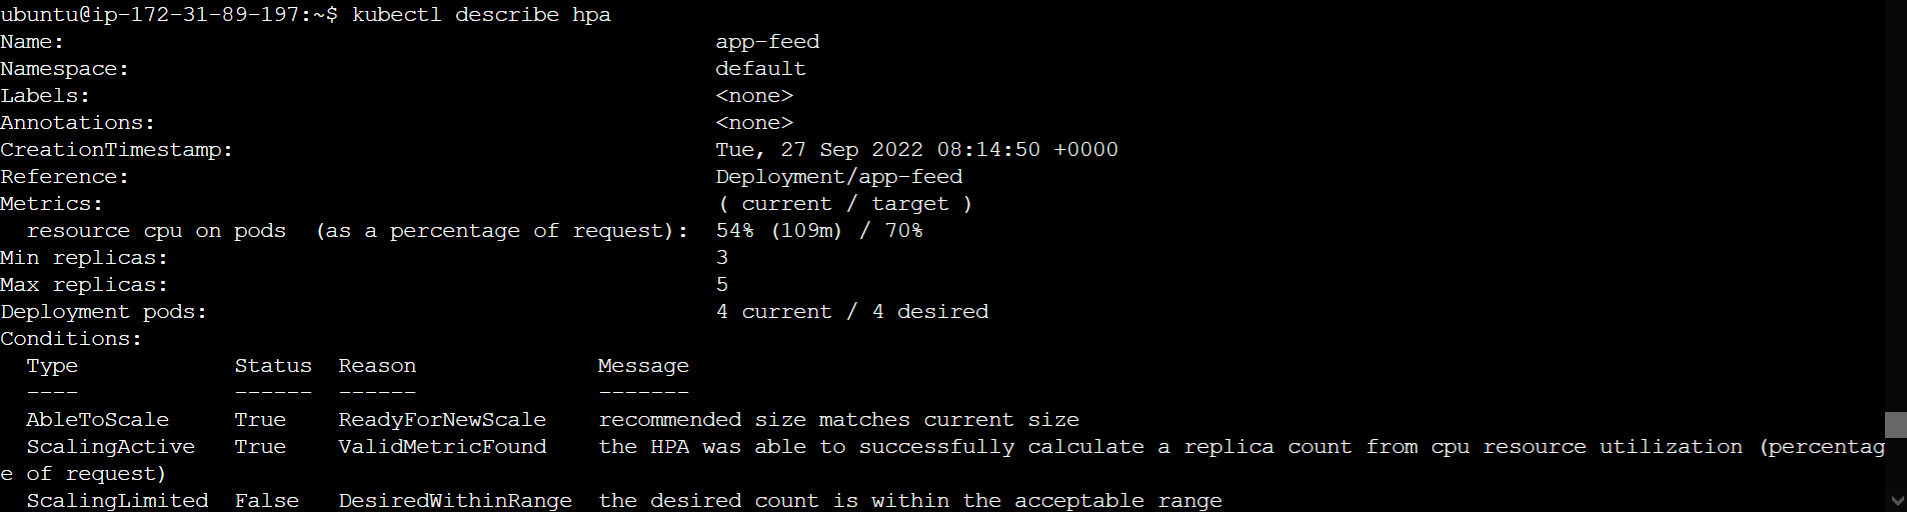 ubuntu@ip-172-31-89-197:~$ kubectl describe hpa
Name:                                                  app-feed
Namespace:                                             default
Labels:                                                <none>
Annotations:                                           <none>
CreationTimestamp:                                     Tue, 27 Sep 2022 08:14:50 +0000
Reference:                                             Deployment/app-feed
Metrics:                                               ( current / target )
  resource cpu on pods  (as a percentage of request):  54% (109m) / 70%
Min replicas:                                          3
Max replicas:                                          5
Deployment pods:                                       4 current / 4 desired
Conditions:
  Type            Status  Reason              Message
  ----            ------  ------              -------
  AbleToScale     True    ReadyForNewScale    recommended size matches current size
  ScalingActive   True    ValidMetricFound    the HPA was able to successfully calculate a replica count from cpu resource utilization (percentag
e of request)
  ScalingLimited  False   DesiredWithinRange  the desired count is within the acceptable range